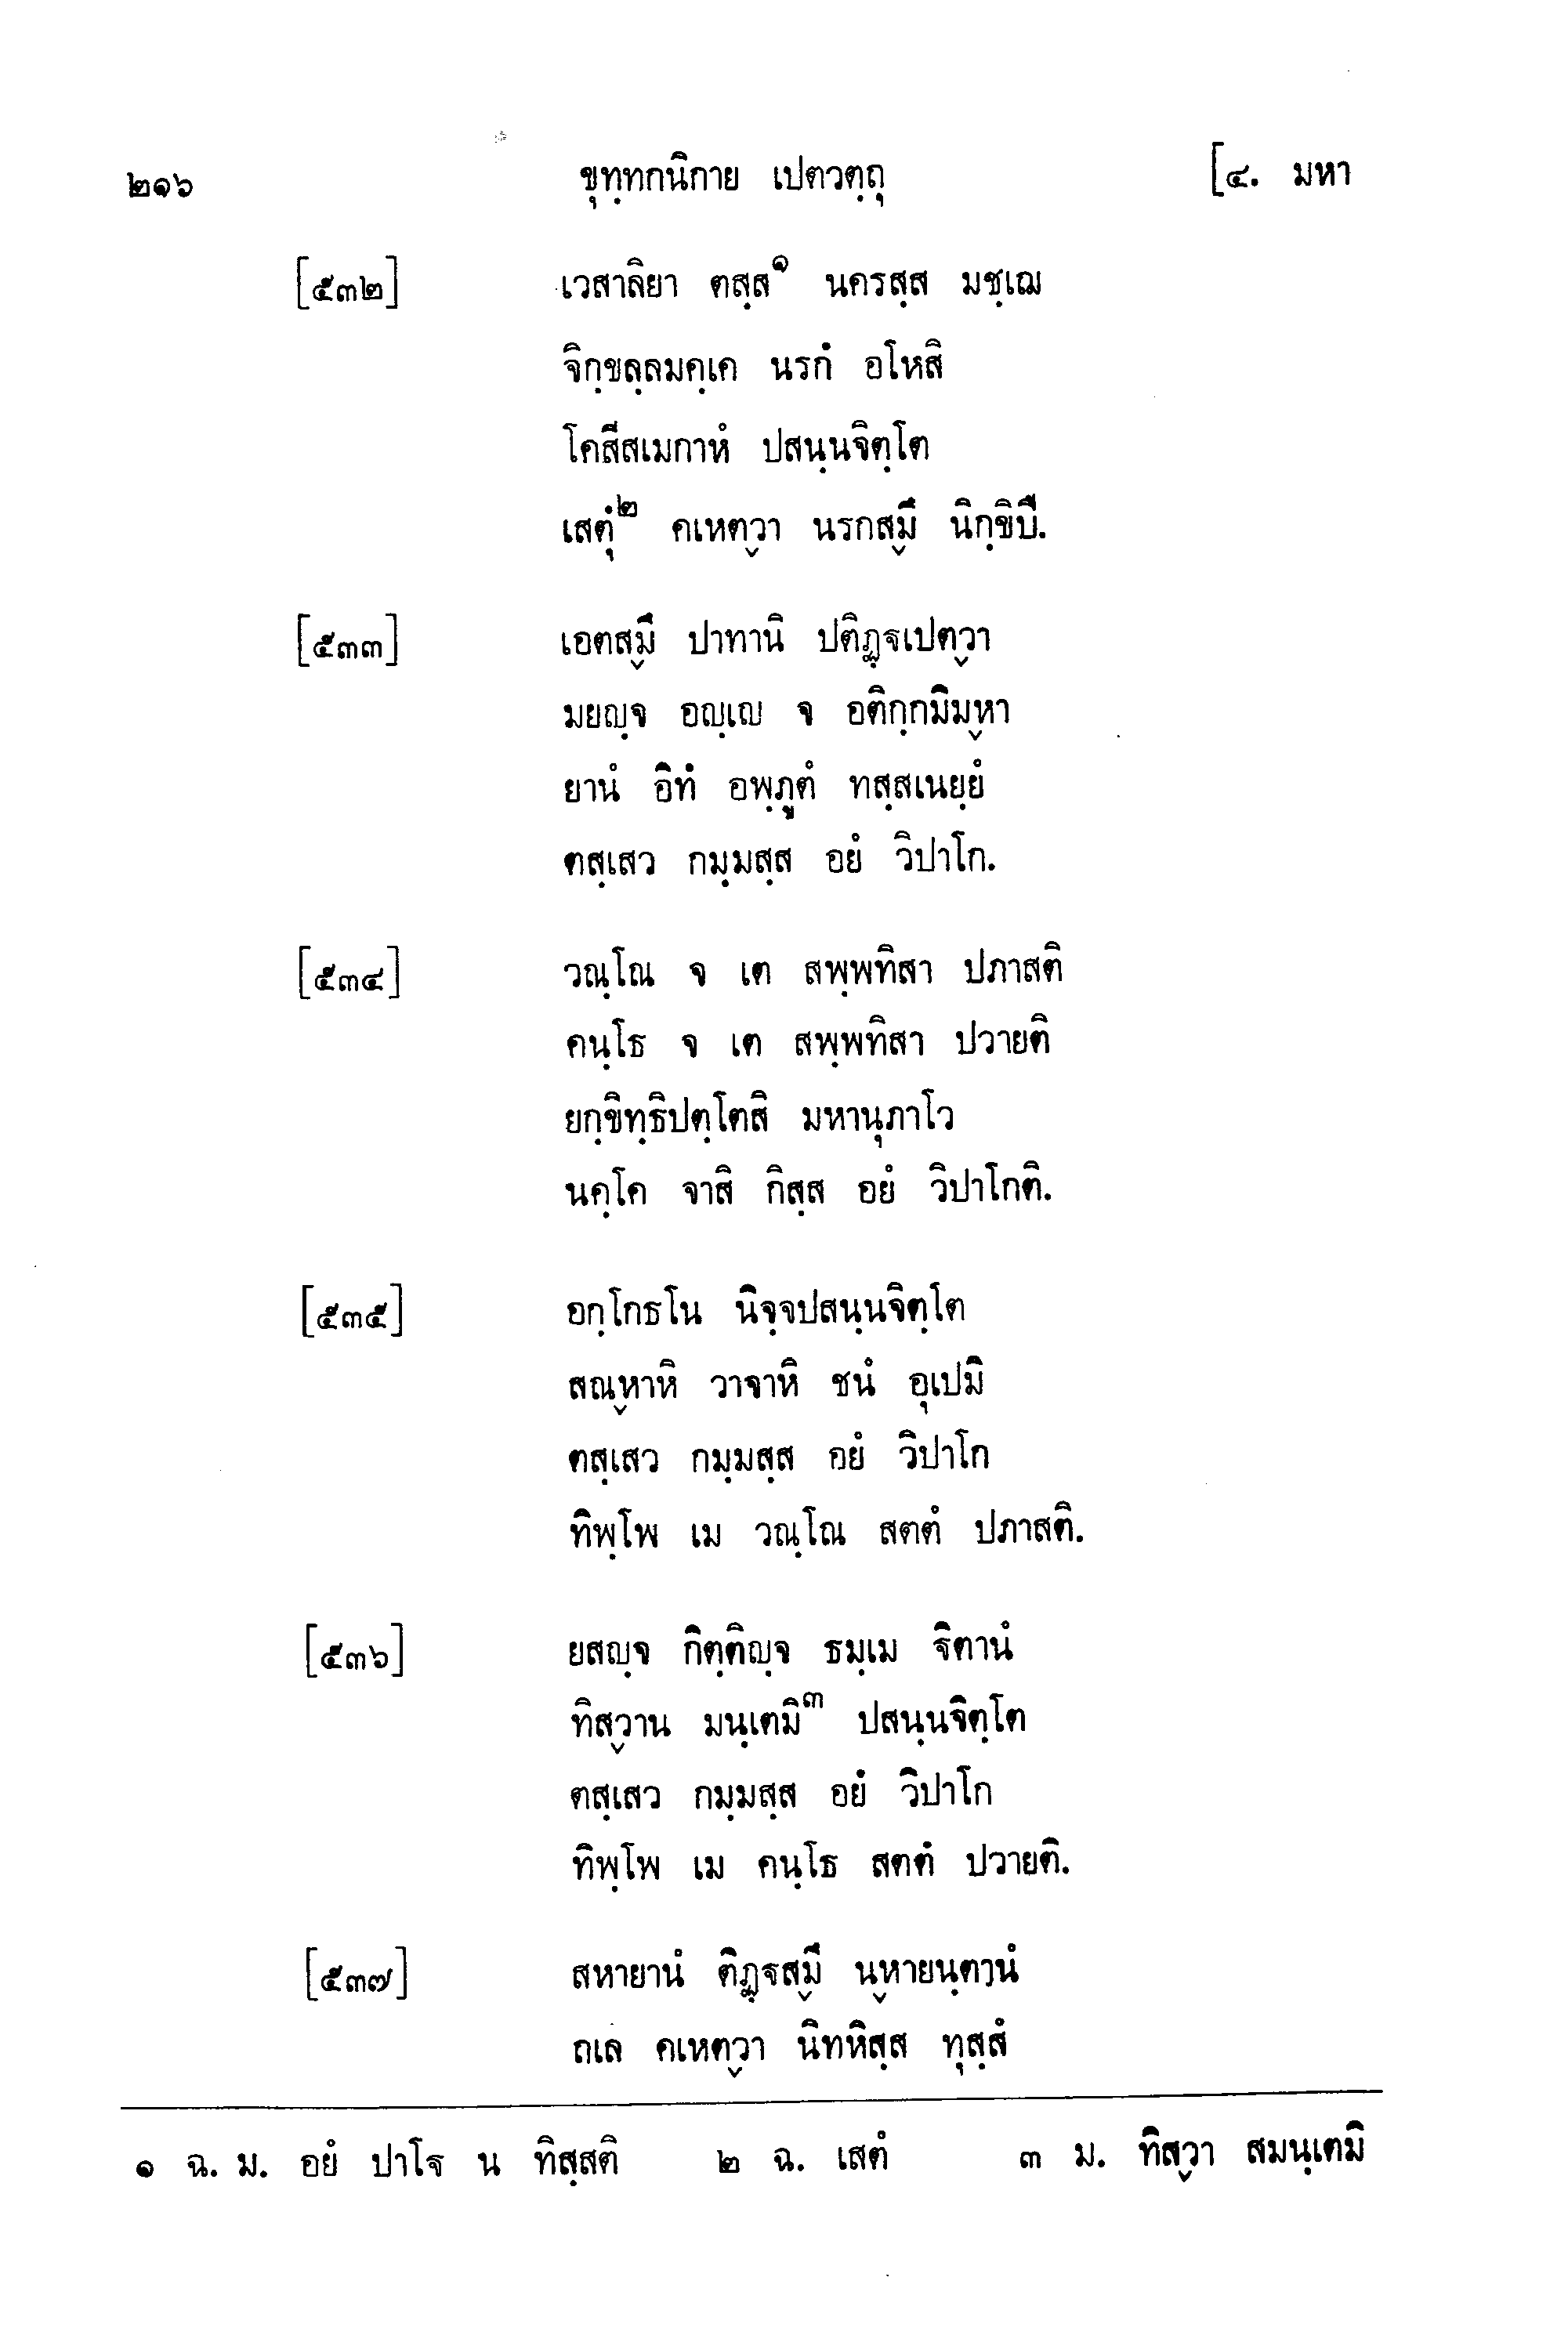 ๒๑๖ ขุทฺทกนิกาย เปตวตฺถุ [๔. มหา
[๕๓๒] เวสาลิยา ตสฺส๑ นครสฺส มชฺเฌ
จิกฺขลฺลมคฺเค นรกํ อโหสิ
โคสีสเมกาหํ ปสนฺนจิตฺโต
เสตุํ๒ คเหตฺวา นรกสฺมึ นิกฺขิปึ.
[๕๓๓] เอตสฺมึ ปาทานิ ปติฏฺฐเปตฺวา
มยญฺจ อญฺเญ จ อติกฺกมิมฺหา
ยานํ อิทํ อพฺภูตํ ทสฺสเนยฺยํ
ตสฺเสว กมฺมสฺส อยํ วิปาโก.
[๕๓๔] วณฺโณ จ เต สพฺพทิสา ปภาสติ
คนฺโธ จ เต สพฺพทิสา ปวายติ
ยกฺขิทฺธิปตฺโตสิ มหานุภาโว
นคฺโค จาสิ กิสฺส อยํ วิปาโกติ.
[๕๓๕] อกฺโกธโน นิจฺจปสนฺนจิตฺโต
สณฺหาหิ วาจาหิ ชนํ อุเปมิ
ตสฺเสว กมฺมสฺส อยํ วิปาโก
ทิพฺโพ เม วณฺโณ สตตํ ปภาสติ.
[๕๓๖] ยสญฺจ กิตฺติญฺจ ธมฺเม ฐิตานํ
ทิสฺวาน มนฺเตมิ๓ ปสนฺนจิตฺโต
ตสฺเสว กมฺมสฺส อยํ วิปาโก
ทิพฺโพ เม คนฺโธ สตตํ ปวายติ.
[๕๓๗] สหายานํ ติฏฺฐสฺมึ นฺหายนฺตานํ
ถเล คเหตฺวา นิทหิสฺส ทุสฺสํ
๑ ฉ. ม. อยํ ปาโฐ น ทิสฺสติ ๒ ฉ. เสตํ ๓ ม. ทิสฺวา สมนฺเตมิ